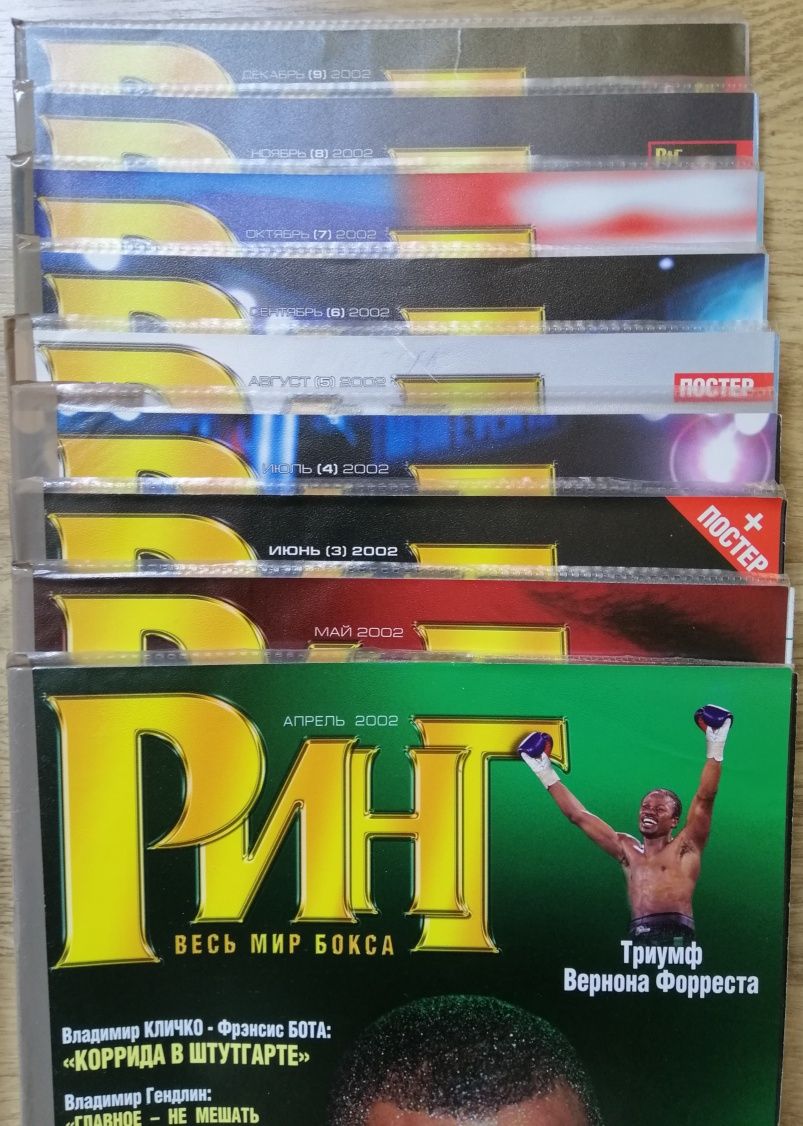 ДЕКАБРЬ (9) 2002
НОЯБРЬ (8) 2002
РИНГ
ОКТЯБРЬ (7) 2002
СЕНТЯБРЬ (6) 2002
АВГУСТ (5) 2002
ПОСТЕР
ИЮЛЬ (4) 2002
ИЮНЬ (3) 2002
+
ПОСТЕР
МАЙ 2002
АПРЕЛЬ 2002
РИНГ
ВЕСЬ МИР БОКСА
Триумф
Вернона Форреста
Владимир КЛИЧКО - Фрэнсис БОТА:
«КОРРИДА В ШТУТГАРТЕ»
Владимир Гендлин:
«ГЛАВНОЕ – НЕ МЕШАТЬ